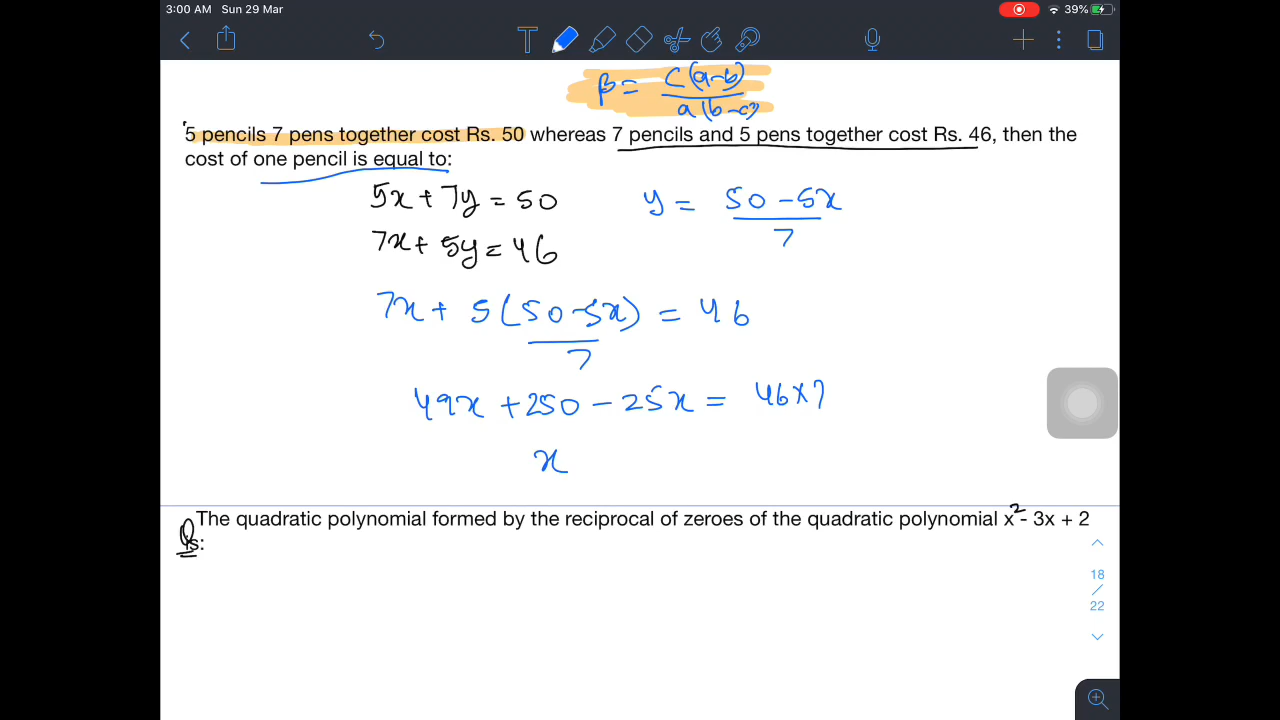 3:00 AM Sun 29 Mar
39%
T
β = c(a-b)
a(b-c)
5 pencils 7 pens together cost Rs. 50 whereas 7 pencils and 5 pens together cost Rs. 46, then the
cost of one pencil is equal to:
5x + 7y = 50
7x + 5y = 46
y = 50 - 5x
7
7x + 5(50-5x) = 46
7
49x + 250 - 25x = 46x7
x
Q The quadratic polynomial formed by the reciprocal of zeroes of the quadratic polynomial x² - 3x + 2
is:
18
/
22